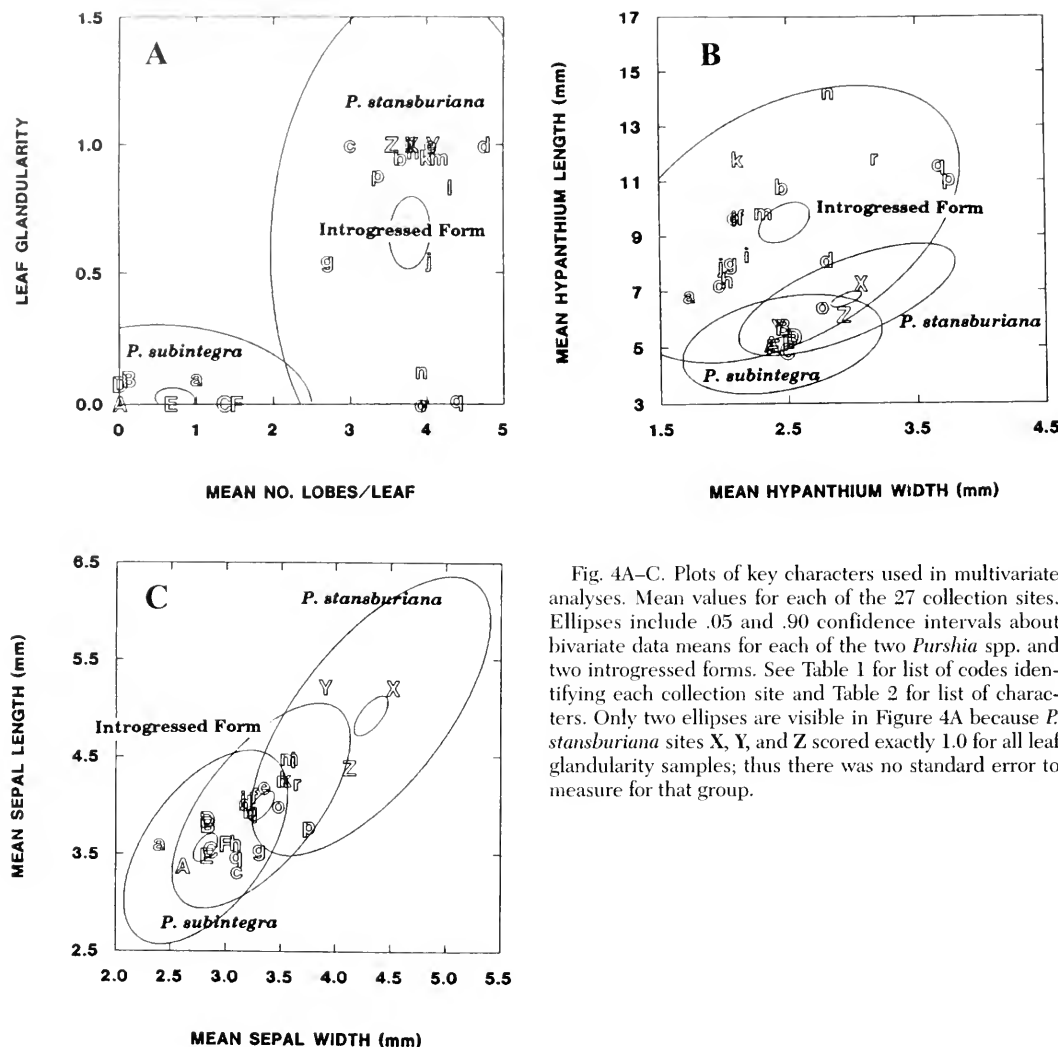 A
P. stansburiana
Introgressed Form
P. subintegra
LEAF GLANDULARITY
1.5
1.0
0.5
0.0
0 1 2 3 4 5
MEAN NO. LOBES/LEAF
c Z d
b k m
p l
g j
n
q
D B a
A E C F
B
Introgressed Form
P. stansburiana
P. subintegra
MEAN HYPANTHIUM LENGTH (mm)
17
15
13
11
9
7
5
3
1.5 2.5 3.5 4.5
MEAN HYPANTHIUM WIDTH (mm)
n
k r q
b p
m
i
j g d
c h
a X
o Z
C
P. stansburiana
Introgressed Form
P. subintegra
MEAN SEPAL LENGTH (mm)
6.5
4.5
3.5
2.5
2.0 2.5 3.0 3.5 4.0 4.5 5.0 5.5
MEAN SEPAL WIDTH (mm)
Y X
Z
r
e
o
p
a
A
F h g
q
c
Fig. 4A–C. Plots of key characters used in multivariate
analyses. Mean values for each of the 27 collection sites.
Ellipses include .05 and .90 confidence intervals about
bivariate data means for each of the two Purshia spp. and
two introgressed forms. See Table 1 for list of codes iden-
tifying each collection site and Table 2 for list of charac-
ters. Only two ellipses are visible in Figure 4A because P.
stansburiana sites X, Y, and Z scored exactly 1.0 for all leaf
glandularity samples; thus there was no standard error to
measure for that group.